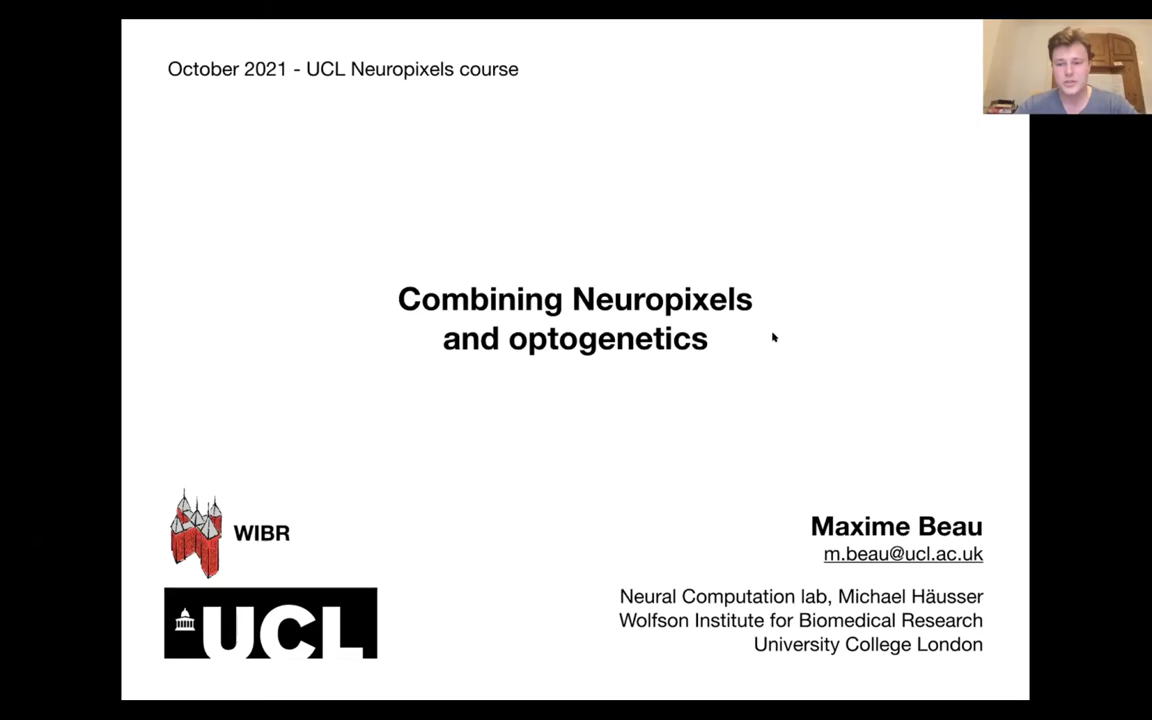 October 2021 - UCL Neuropixels course
Combining Neuropixels
and optogenetics
WIBR
UCL
Maxime Beau
m.beau@ucl.ac.uk
Neural Computation lab, Michael Häusser
Wolfson Institute for Biomedical Research
University College London